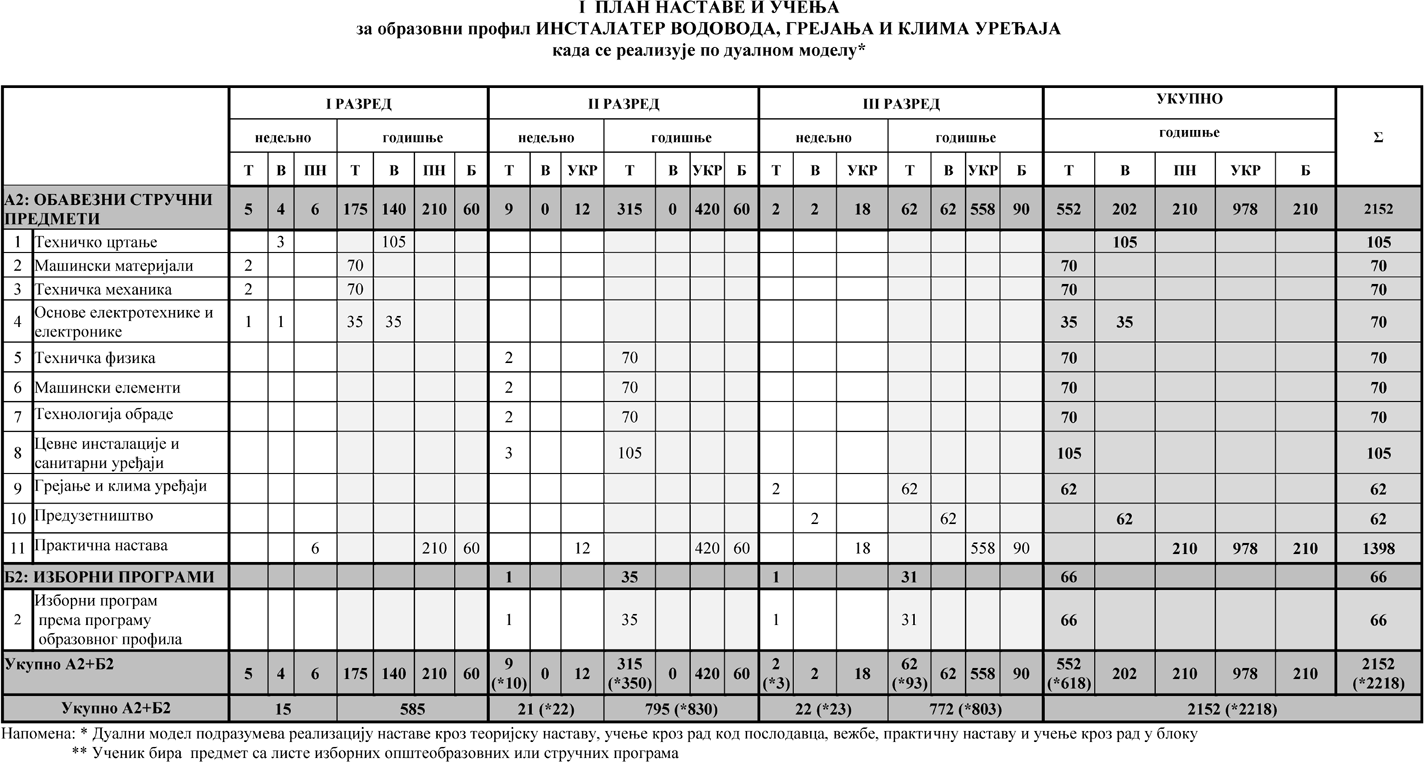 I ПЛАН НАСТАВЕ И УЧЕЊА
за образовни профил ИНСТАЛАТЕР ВОДОВОДА, ГРЕЈАЊА И КЛИМА УРЕЂАЈА
када се реализује по дуалном моделу*
I РАЗРЕД II РАЗРЕД III РАЗРЕД УКУПНО Σ
недељно годишње недељно годишње недељно годишње годишње
Т В ПН Т В ПН Б Т В УКР Т В УКР Б Т В УКР Т В УКР Б Т В ПН УКР Б
А2: ОБАВЕЗНИ СТРУЧНИ
ПРЕДМЕТИ 5 4 6 175 140 210 60 9 0 12 315 0 420 60 2 2 18 62 62 558 90 552 202 210 978 210 2152
1 Техничко цртање 3 105 105 105
2 Машински материјали 2 70 70 70
3 Техничка механика 2 70 70 70
4 Основе електротехнике и
електронике 1 1 35 35 35 35 70
5 Техничка физика 2 70 70 70
6 Машински елементи 2 70 70 70
7 Технологија обраде 2 70 70 70
8 Цевне инсталације и
санитарни уређаји 3 105 105 105
9 Грејање и клима уређаји 2 62 62 62
10 Предузетништво 2 62 62 62
11 Практична настава 6 210 60 12 420 60 18 558 90 210 978 210 1398
Б2: ИЗБОРНИ ПРОГРАМИ 1 35 1 31 66 66
2 Изборни програм
према програму
образовног профила 1 35 1 31 66 66
Укупно А2+Б2 5 4 6 175 140 210 60 9 (*10) 0 12 315 (*350) 0 420 60 2 (*3) 2 18 62 (*93) 62 558 90 552 (*618) 202 210 978 210 2152 (*2218)
Укупно А2+Б2 15 585 21 (*22) 795 (*830) 22 (*23) 772 (*803) 2152 (*2218)
Напомена: * Дуални модел подразумева реализацију наставе кроз теоријску наставу, учење кроз рад код послодавца, вежбе, практичну наставу и учење кроз рад у блоку
** Ученик бира предмет са листе изборних општеобразовних или стручних програма